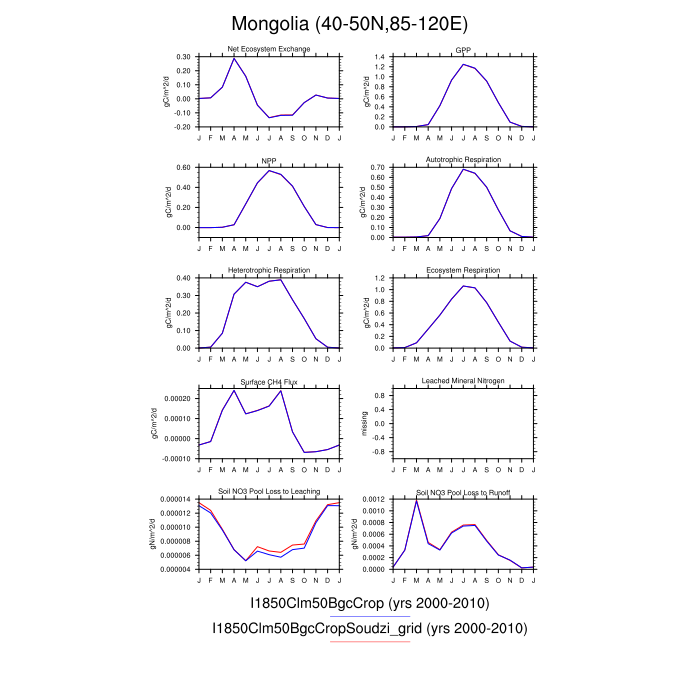 Mongolia (40-50N,85-120E)
Net Ecosystem Exchange
GPP
0.30
0.20
0.10
0.00
-0.10
-0.20
gC/m^2/d
J F M A M J J A S O N D J
1.4
1.2
1.0
0.8
0.6
0.4
0.2
0.0
gC/m^2/d
J F M A M J J A S O N D J
NPP
Autotrophic Respiration
0.60
0.40
0.20
0.00
gC/m^2/d
J F M A M J J A S O N D J
0.70
0.60
0.50
0.40
0.30
0.20
0.10
0.00
gC/m^2/d
J F M A M J J A S O N D J
Heterotrophic Respiration
Ecosystem Respiration
0.40
0.30
0.20
0.10
0.00
gC/m^2/d
J F M A M J J A S O N D J
1.2
1.0
0.8
0.6
0.4
0.2
0.0
gC/m^2/d
J F M A M J J A S O N D J
Surface CH4 Flux
Leached Mineral Nitrogen
0.00020
0.00010
0.00000
-0.00010
gC/m^2/d
J F M A M J J A S O N D J
0.8
0.4
0.0
-0.4
-0.8
missing
J F M A M J J A S O N D J
Soil NO3 Pool Loss to Leaching
Soil NO3 Pool Loss to Runoff
0.000014
0.000012
0.000010
0.000008
0.000006
0.000004
gN/m^2/d
J F M A M J J A S O N D J
0.0012
0.0010
0.0008
0.0006
0.0004
0.0002
0.0000
gN/m^2/d
J F M A M J J A S O N D J
I1850Clm50BgcCrop (yrs 2000-2010)
I1850Clm50BgcCropSoudzi_grid (yrs 2000-2010)